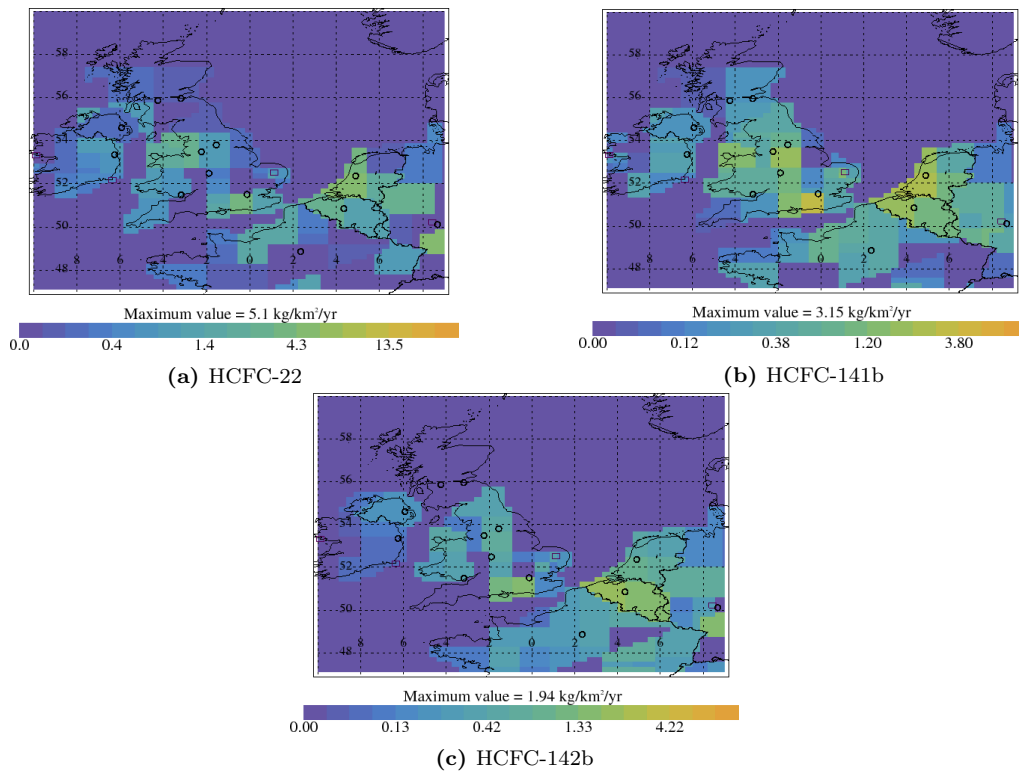 58
56
54
52
50
48
8 6 4 2 0 2 4 6
Maximum value = 5.1 kg/km²/yr
0.0 0.4 1.4 4.3 13.5
(a) HCFC-22
58
56
54
52
50
48
8 6 4 2 0 2 4 6
Maximum value = 3.15 kg/km²/yr
0.00 0.12 0.38 1.20 3.80
(b) HCFC-141b
58
56
54
52
50
48
8 6 4 2 0 2 4 6
Maximum value = 1.94 kg/km²/yr
0.00 0.13 0.42 1.33 4.22
(c) HCFC-142b